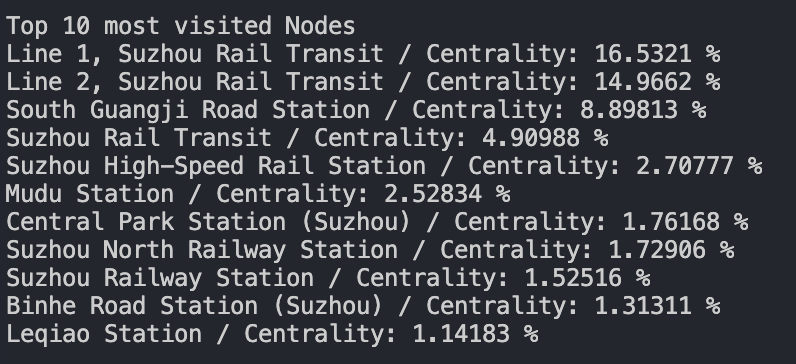 Top 10 most visited Nodes
Line 1, Suzhou Rail Transit / Centrality: 16.5321 %
Line 2, Suzhou Rail Transit / Centrality: 14.9662 %
South Guangji Road Station / Centrality: 8.89813 %
Suzhou Rail Transit / Centrality: 4.90988 %
Suzhou High-Speed Rail Station / Centrality: 2.70777 %
Mudu Station / Centrality: 2.52834 %
Central Park Station (Suzhou) / Centrality: 1.76168 %
Suzhou North Railway Station / Centrality: 1.72906 %
Suzhou Railway Station / Centrality: 1.52516 %
Binhe Road Station (Suzhou) / Centrality: 1.31311 %
Leqiao Station / Centrality: 1.14183 %